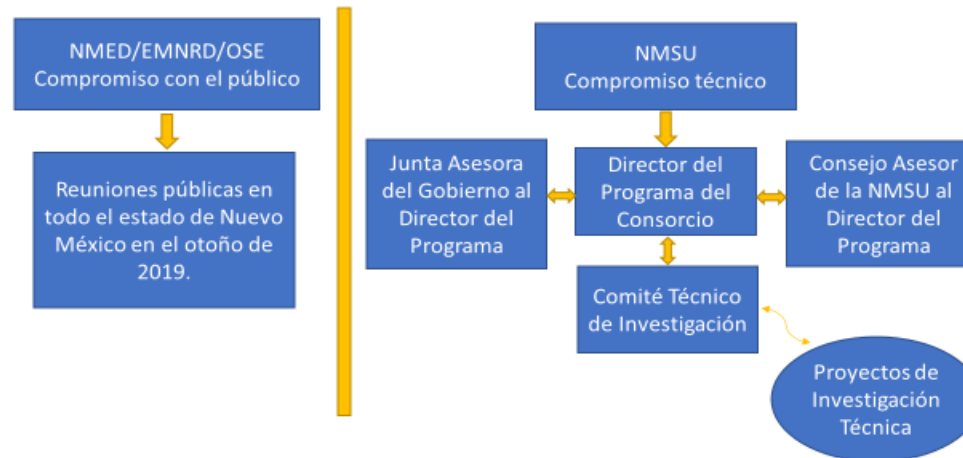 NMED/EMNRD/OSE
Compromiso con el público
Reuniones públicas en
todo el estado de Nuevo
México en el otoño de
2019.
NMSU
Compromiso técnico
Junta Asesora
del Gobierno al
Director del
Programa
Director del
Programa del
Consorcio
Consejo Asesor
de la NMSU al
Director del
Programa
Comité Técnico
de Investigación
Proyectos de
Investigación
Técnica